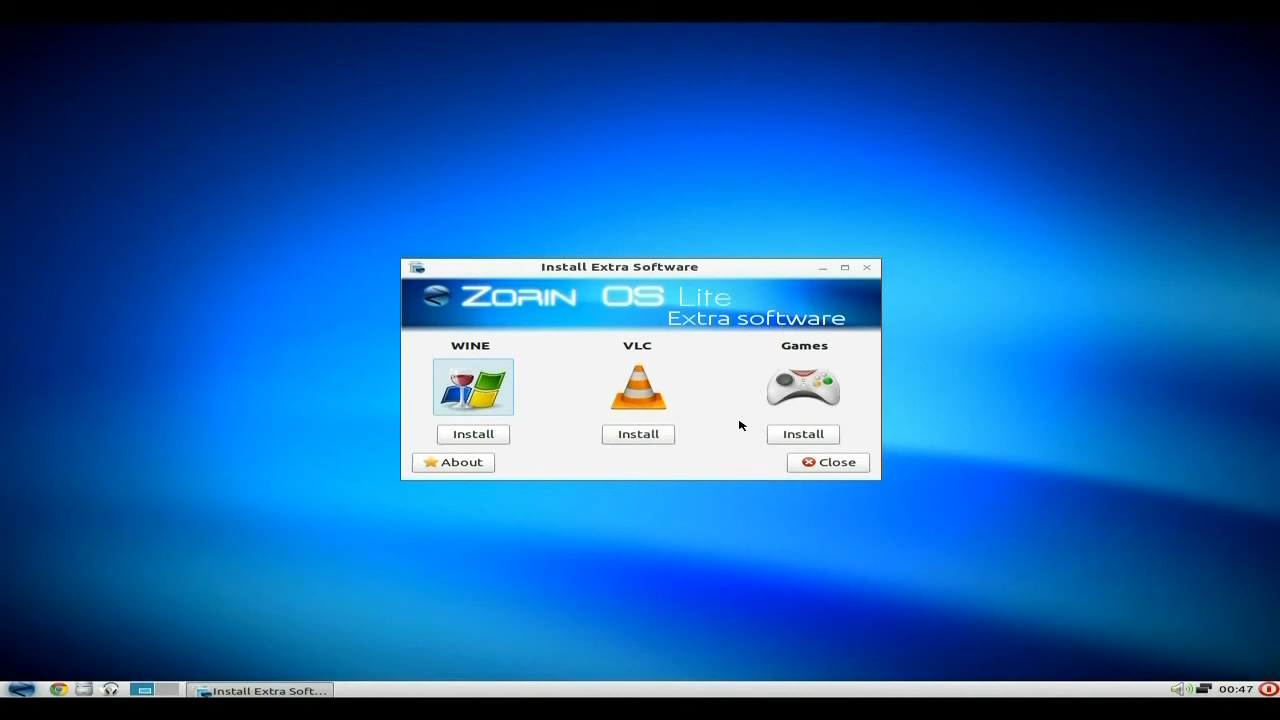 Install Extra Software
ZORIN OS Lite
Extra software
WINE VLC Games
Install Install Install
About Close
Install Extra Soft... 00:47